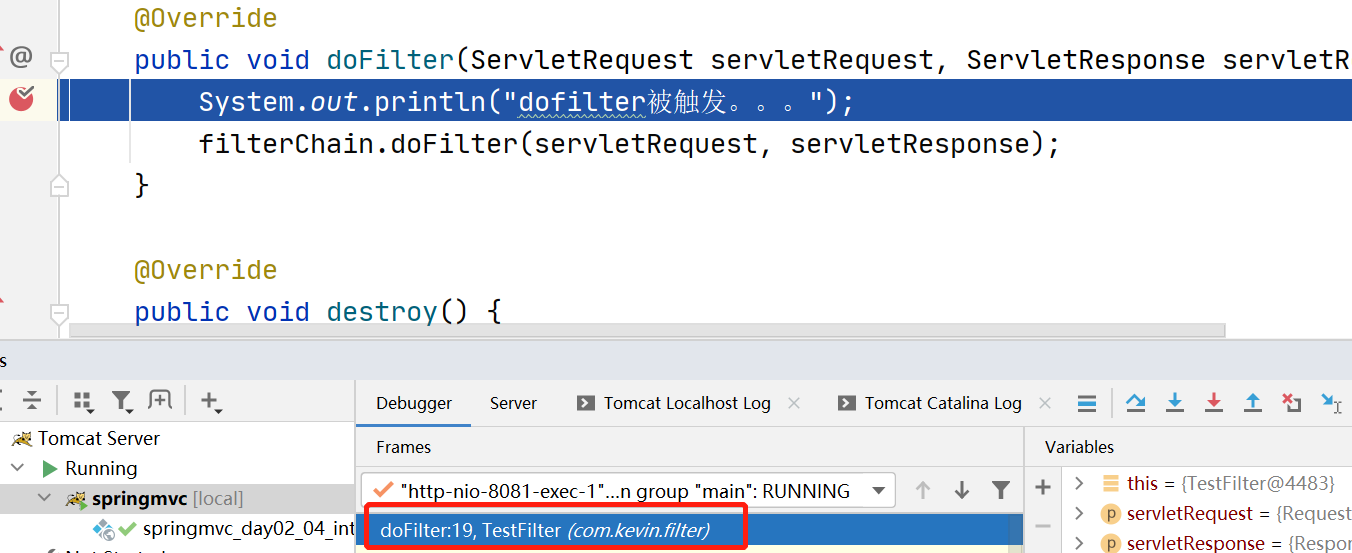 @Override
@ public void doFilter(ServletRequest servletRequest, ServletResponse servletR
System.out.println("dofilter被触发。。。");
filterChain.doFilter(servletRequest, servletResponse);
}
@Override
public void destroy() {
s
Debugger Server Tomcat Localhost Log Tomcat Catalina Log
Tomcat Server
Running
springmvc [local]
springmvc_day02_04_int
Frames
"http-nio-8081-exec-1"...n group "main": RUNNING
doFilter:19, TestFilter (com.kevin.filter)
Variables
this = {TestFilter@4483}
p servletRequest = {Request
p servletResponse = {Respor